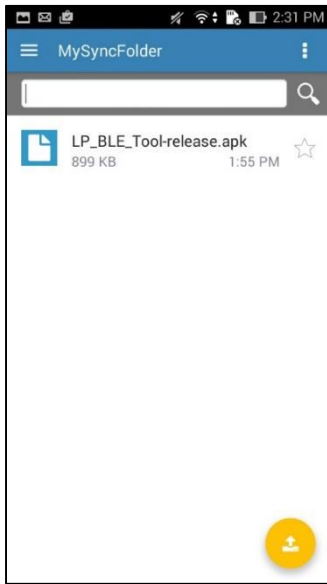 2:31 PM
MySyncFolder
LP_BLE_Tool-release.apk
899 KB 1:55 PM